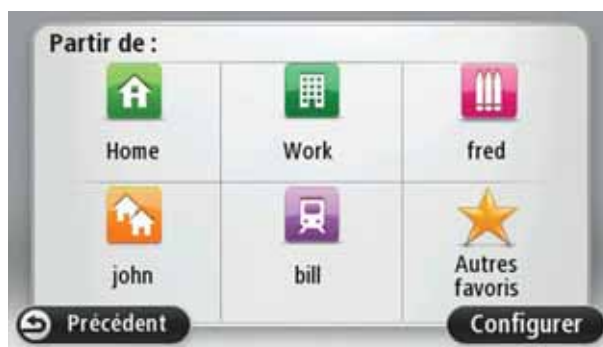 Partir de :
Home
Work
fred
john
bill
Autres
favoris
Précédent
Configurer